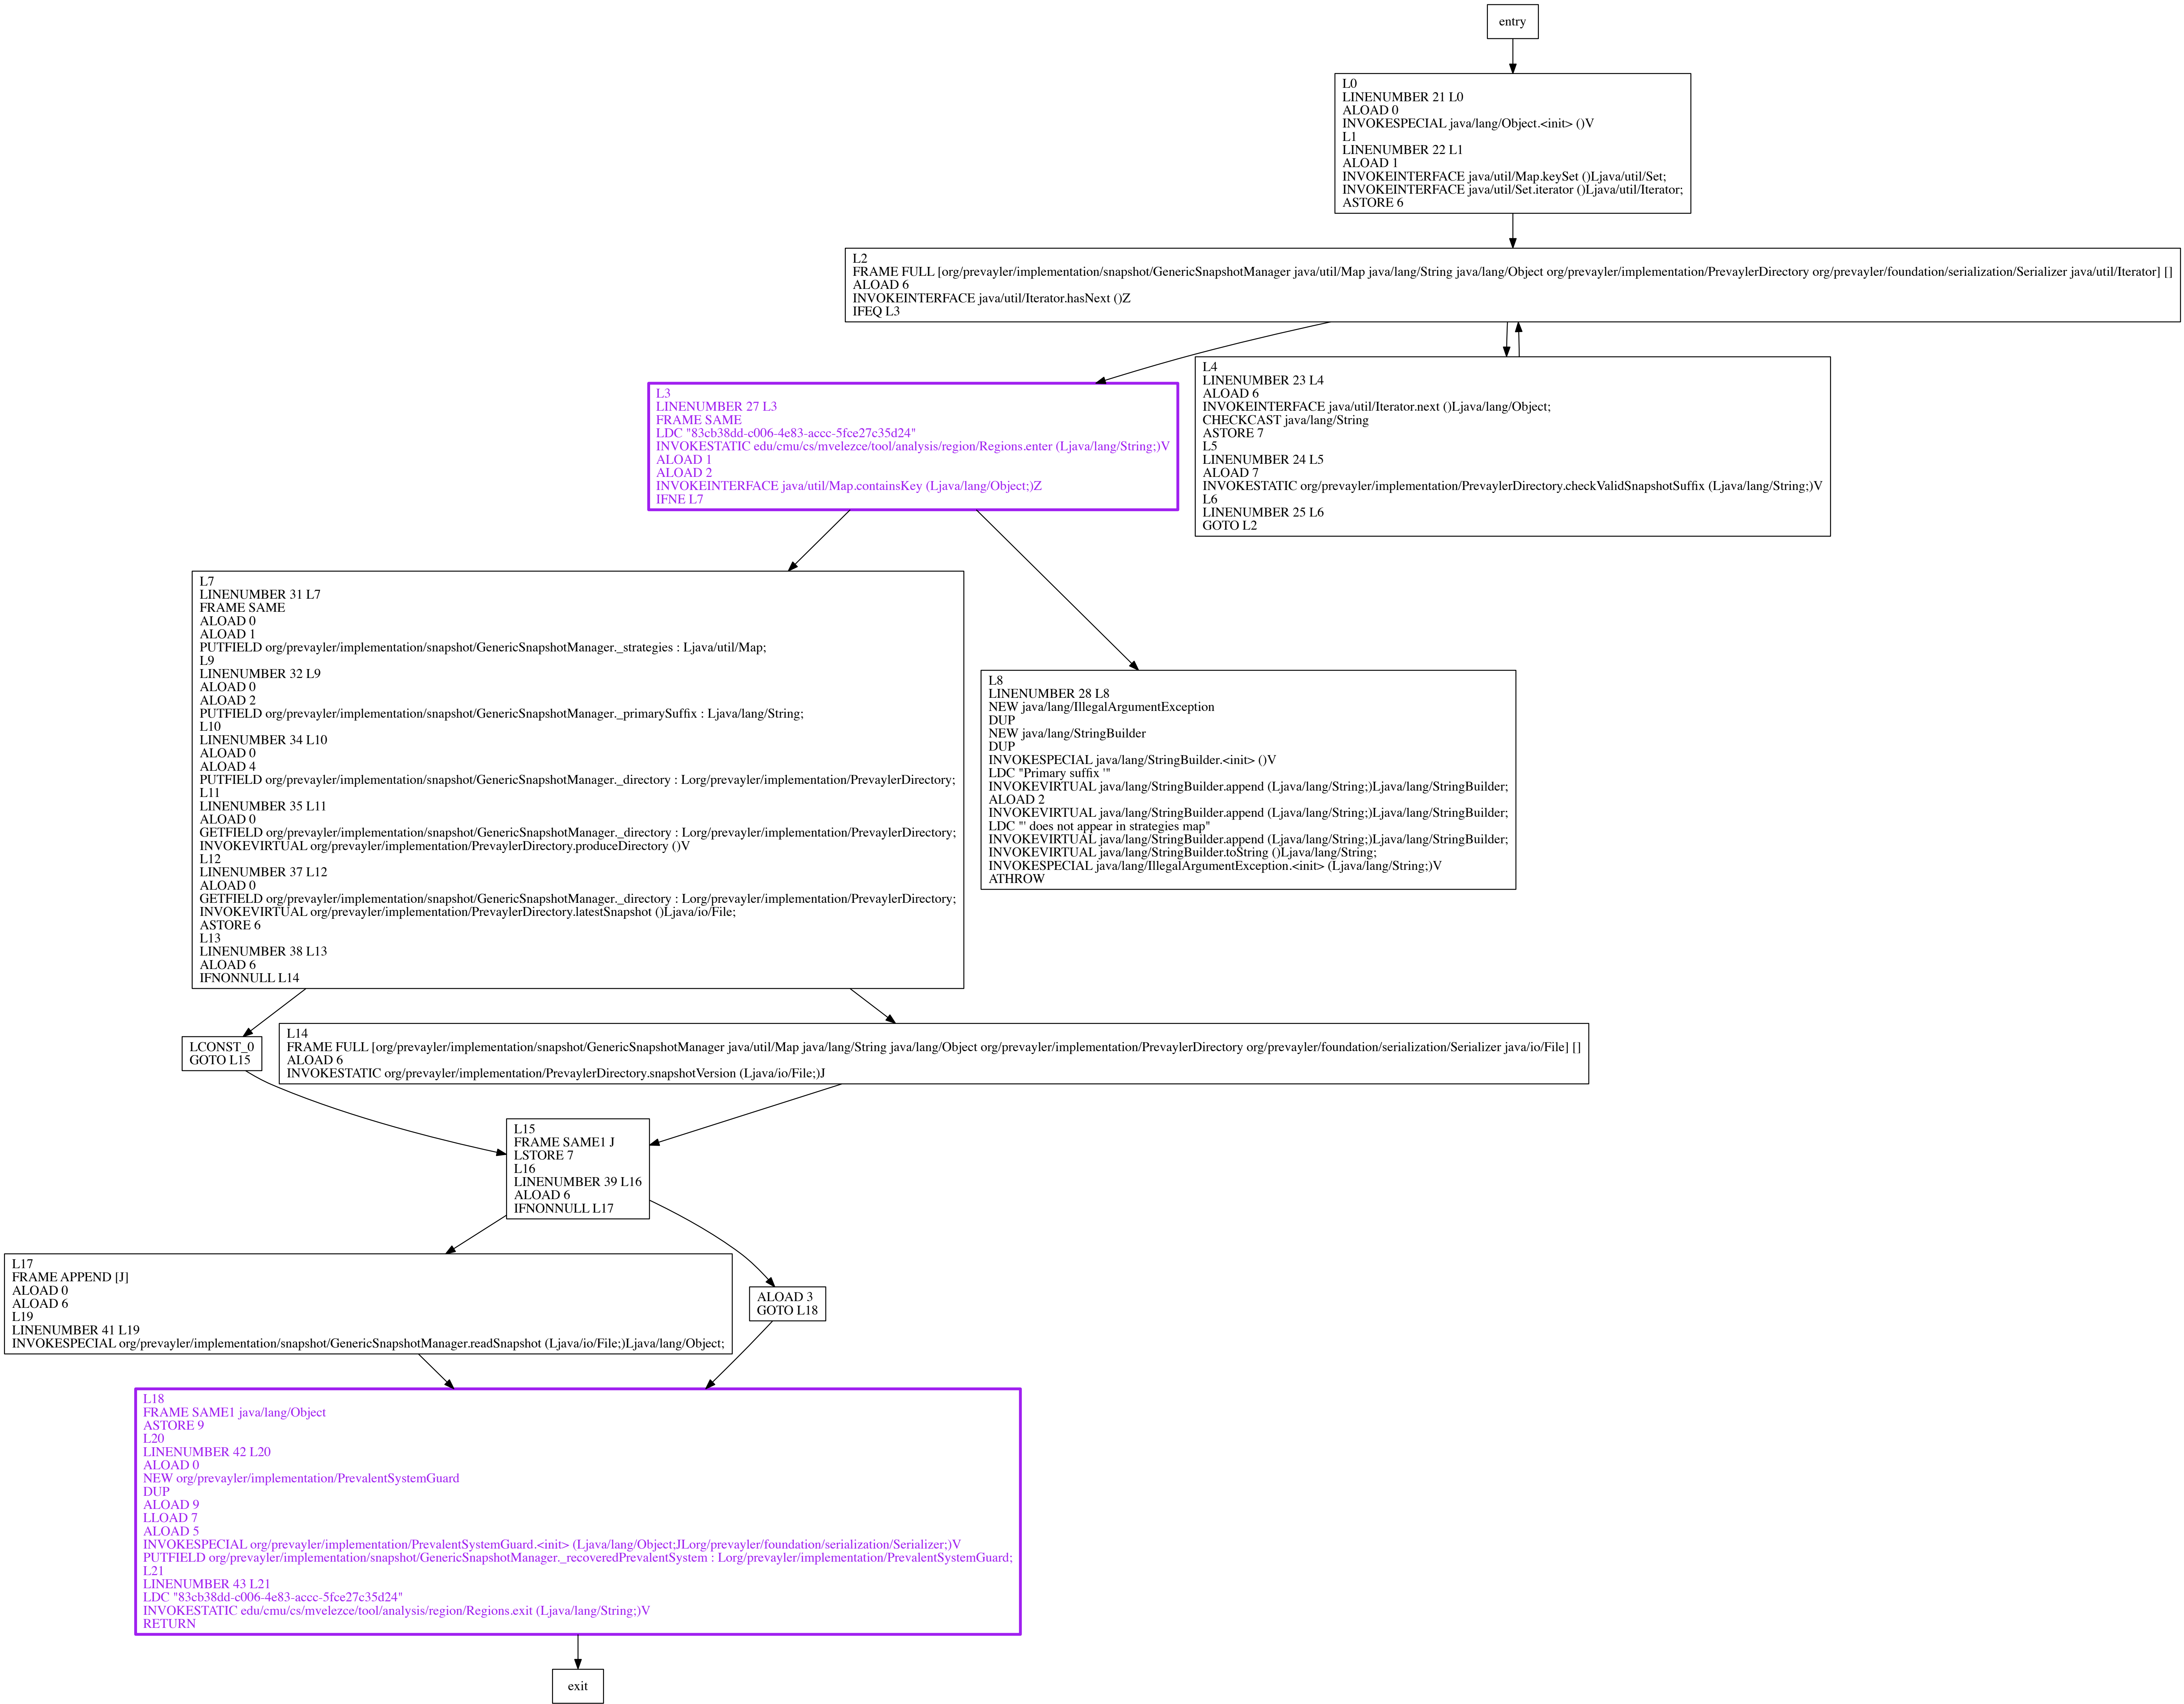 entry
L0
LINENUMBER 21 L0
ALOAD 0
INVOKESPECIAL java/lang/Object.<init> ()V
L1
LINENUMBER 22 L1
ALOAD 1
INVOKEINTERFACE java/util/Map.keySet ()Ljava/util/Set;
INVOKEINTERFACE java/util/Set.iterator ()Ljava/util/Iterator;
ASTORE 6
L2
FRAME FULL [org/prevayler/implementation/snapshot/GenericSnapshotManager java/util/Map java/lang/String java/lang/Object org/prevayler/implementation/PrevaylerDirectory org/prevayler/foundation/serialization/Serializer java/util/Iterator] []
ALOAD 6
INVOKEINTERFACE java/util/Iterator.hasNext ()Z
IFEQ L3
L3
LINENUMBER 27 L3
FRAME SAME
LDC "83cb38dd-c006-4e83-accc-5fce27c35d24"
INVOKESTATIC edu/cmu/cs/mvelezce/tool/analysis/region/Regions.enter (Ljava/lang/String;)V
ALOAD 1
ALOAD 2
INVOKEINTERFACE java/util/Map.containsKey (Ljava/lang/Object;)Z
IFNE L7
L4
LINENUMBER 23 L4
ALOAD 6
INVOKEINTERFACE java/util/Iterator.next ()Ljava/lang/Object;
CHECKCAST java/lang/String
ASTORE 7
L5
LINENUMBER 24 L5
ALOAD 7
INVOKESTATIC org/prevayler/implementation/PrevaylerDirectory.checkValidSnapshotSuffix (Ljava/lang/String;)V
L6
LINENUMBER 25 L6
GOTO L2
L7
LINENUMBER 31 L7
FRAME SAME
ALOAD 0
ALOAD 1
PUTFIELD org/prevayler/implementation/snapshot/GenericSnapshotManager._strategies : Ljava/util/Map;
L9
LINENUMBER 32 L9
ALOAD 0
ALOAD 2
PUTFIELD org/prevayler/implementation/snapshot/GenericSnapshotManager._primarySuffix : Ljava/lang/String;
L10
LINENUMBER 34 L10
ALOAD 0
ALOAD 4
PUTFIELD org/prevayler/implementation/snapshot/GenericSnapshotManager._directory : Lorg/prevayler/implementation/PrevaylerDirectory;
L11
LINENUMBER 35 L11
ALOAD 0
GETFIELD org/prevayler/implementation/snapshot/GenericSnapshotManager._directory : Lorg/prevayler/implementation/PrevaylerDirectory;
INVOKEVIRTUAL org/prevayler/implementation/PrevaylerDirectory.produceDirectory ()V
L12
LINENUMBER 37 L12
ALOAD 0
GETFIELD org/prevayler/implementation/snapshot/GenericSnapshotManager._directory : Lorg/prevayler/implementation/PrevaylerDirectory;
INVOKEVIRTUAL org/prevayler/implementation/PrevaylerDirectory.latestSnapshot ()Ljava/io/File;
ASTORE 6
L13
LINENUMBER 38 L13
ALOAD 6
IFNONNULL L14
L8
LINENUMBER 28 L8
NEW java/lang/IllegalArgumentException
DUP
NEW java/lang/StringBuilder
DUP
INVOKESPECIAL java/lang/StringBuilder.<init> ()V
LDC "Primary suffix '"
INVOKEVIRTUAL java/lang/StringBuilder.append (Ljava/lang/String;)Ljava/lang/StringBuilder;
ALOAD 2
INVOKEVIRTUAL java/lang/StringBuilder.append (Ljava/lang/String;)Ljava/lang/StringBuilder;
LDC "' does not appear in strategies map"
INVOKEVIRTUAL java/lang/StringBuilder.append (Ljava/lang/String;)Ljava/lang/StringBuilder;
INVOKEVIRTUAL java/lang/StringBuilder.toString ()Ljava/lang/String;
INVOKESPECIAL java/lang/IllegalArgumentException.<init> (Ljava/lang/String;)V
ATHROW
LCONST_0
GOTO L15
L14
FRAME FULL [org/prevayler/implementation/snapshot/GenericSnapshotManager java/util/Map java/lang/String java/lang/Object org/prevayler/implementation/PrevaylerDirectory org/prevayler/foundation/serialization/Serializer java/io/File] []
ALOAD 6
INVOKESTATIC org/prevayler/implementation/PrevaylerDirectory.snapshotVersion (Ljava/io/File;)J
L15
FRAME SAME1 J
LSTORE 7
L16
LINENUMBER 39 L16
ALOAD 6
IFNONNULL L17
L17
FRAME APPEND [J]
ALOAD 0
ALOAD 6
L19
LINENUMBER 41 L19
INVOKESPECIAL org/prevayler/implementation/snapshot/GenericSnapshotManager.readSnapshot (Ljava/io/File;)Ljava/lang/Object;
ALOAD 3
GOTO L18
L18
FRAME SAME1 java/lang/Object
ASTORE 9
L20
LINENUMBER 42 L20
ALOAD 0
NEW org/prevayler/implementation/PrevalentSystemGuard
DUP
ALOAD 9
LLOAD 7
ALOAD 5
INVOKESPECIAL org/prevayler/implementation/PrevalentSystemGuard.<init> (Ljava/lang/Object;JLorg/prevayler/foundation/serialization/Serializer;)V
PUTFIELD org/prevayler/implementation/snapshot/GenericSnapshotManager._recoveredPrevalentSystem : Lorg/prevayler/implementation/PrevalentSystemGuard;
L21
LINENUMBER 43 L21
LDC "83cb38dd-c006-4e83-accc-5fce27c35d24"
INVOKESTATIC edu/cmu/cs/mvelezce/tool/analysis/region/Regions.exit (Ljava/lang/String;)V
RETURN
exit